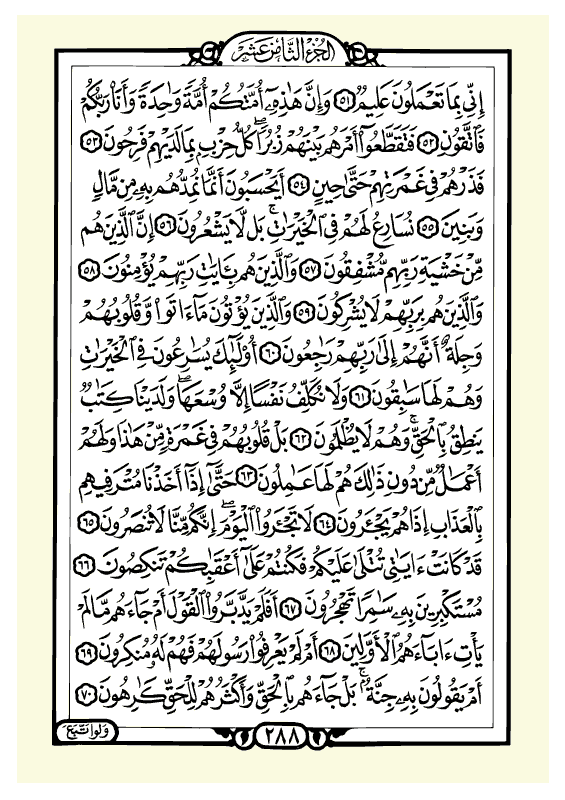 الجزء الثامن عشر
إِنِّي بِمَا تَعْمَلُونَ عَلِيمٌ ٥١ وَإِنَّ هَٰذِهِۦٓ أُمَّتُكُمْ أُمَّةً وَٰحِدَةً وَأَنَا۠ رَبُّكُمْ
فَٱتَّقُونِ ٥٢ فَتَقَطَّعُوٓا۟ أَمْرَهُم بَيْنَهُمْ زُبُرًا ۖ كُلُّ حِزْبٍۭ بِمَا لَدَيْهِمْ فَرِحُونَ ٥٣
فَذَرْهُمْ فِى غَمْرَتِهِمْ حَتَّىٰ حِينٍ ٥٤ أَيَحْسَبُونَ أَنَّمَا نُمِدُّهُم بِهِۦ مِن مَّالٍ
وَبَنِينَ ٥٥ نُسَارِعُ لَهُمْ فِى ٱلْخَيْرَٰتِ ۚ بَل لَّا يَشْعُرُونَ ٥٦ إِنَّ ٱلَّذِينَ هُم
مِّنْ خَشْيَةِ رَبِّهِم مُّشْفِقُونَ ٥٧ وَٱلَّذِينَ هُم بِـَٔايَٰتِ رَبِّهِمْ يُؤْمِنُونَ ٥٨
وَٱلَّذِينَ هُم بِرَبِّهِمْ لَا يُشْرِكُونَ ٥٩ وَٱلَّذِينَ يُؤْتُونَ مَآ ءَاتَوا۟ وَّقُلُوبُهُمْ
وَجِلَةٌ أَنَّهُمْ إِلَىٰ رَبِّهِمْ رَٰجِعُونَ ٦٠ أُو۟لَٰٓئِكَ يُسَٰرِعُونَ فِى ٱلْخَيْرَٰتِ
وَهُمْ لَهَا سَٰبِقُونَ ٦١ وَلَا نُكَلِّفُ نَفْسًا إِلَّا وُسْعَهَا ۖ وَلَدَيْنَا كِتَٰبٌ
يَنطِقُ بِٱلْحَقِّ ۚ وَهُمْ لَا يُظْلَمُونَ ٦٢ بَلْ قُلُوبُهُمْ فِى غَمْرَةٍ مِّنْ هَٰذَا وَلَهُمْ
أَعْمَٰلٌ مِّن دُونِ ذَٰلِكَ هُمْ لَهَا عَٰمِلُونَ ٦٣ حَتَّىٰٓ إِذَآ أَخَذْنَا مُتْرَفِيهِم
بِٱلْعَذَابِ إِذَا هُمْ يَجْـَٔرُونَ ٦٤ لَا تَجْـَٔرُوا۟ ٱلْيَوْمَ ۖ إِنَّكُم مِّنَّا لَا تُنصَرُونَ ٦٥
قَدْ كَانَتْ ءَايَٰتِى تُتْلَىٰ عَلَيْكُمْ فَكُنتُمْ عَلَىٰٓ أَعْقَٰبِكُمْ تَنكِصُونَ ٦٦
مُسْتَكْبِرِينَ بِهِۦ سَٰمِرًا تَهْجُرُونَ ٦٧ أَفَلَمْ يَدَّبَّرُوا۟ ٱلْقَوْلَ أَمْ جَآءَهُم مَّا لَمْ
يَأْتِ ءَابَآءَهُمُ ٱلْأَوَّلِينَ ٦٨ أَمْ لَمْ يَعْرِفُوا۟ رَسُولَهُمْ فَهُمْ لَهُۥ مُنكِرُونَ ٦٩
أَمْ يَقُولُونَ بِهِۦ جِنَّةٌۢ ۚ بَلْ جَآءَهُم بِٱلْحَقِّ وَأَكْثَرُهُمْ لِلْحَقِّ كَٰرِهُونَ ٧٠
ولو اتبع
٢٨٨